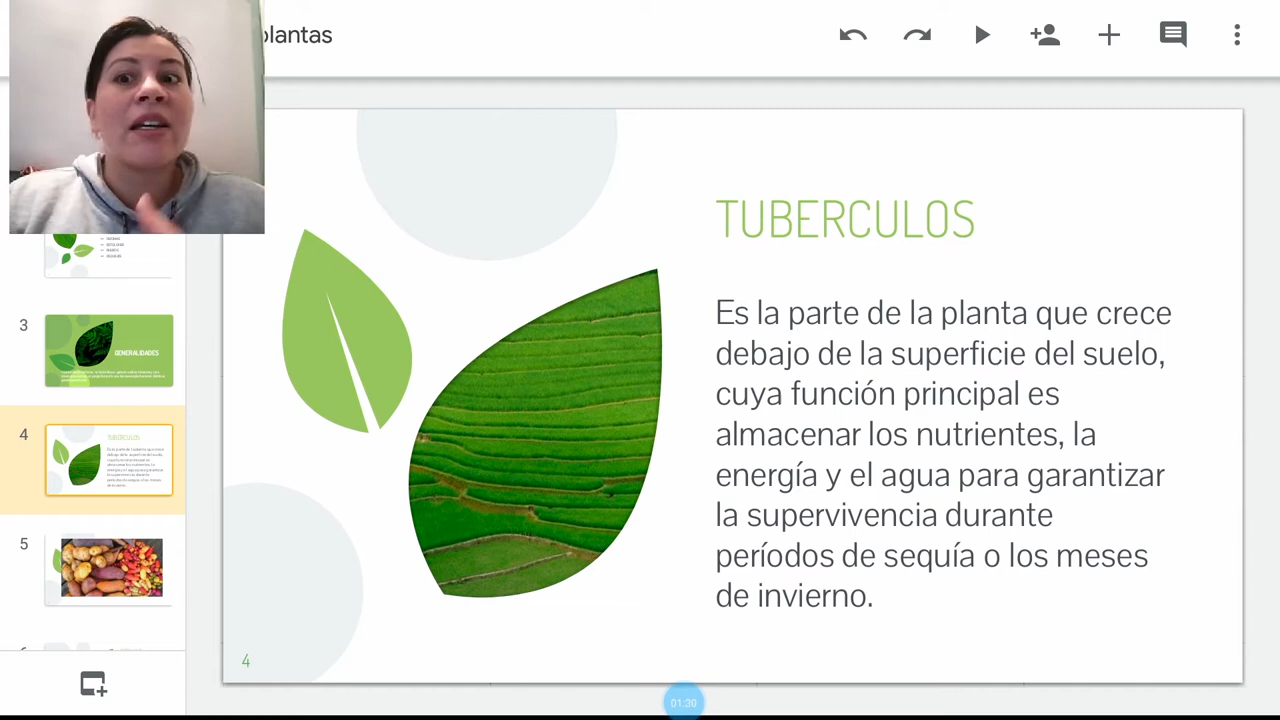 plantas
TUBERCULOS
Es la parte de la planta que crece
debajo de la superficie del suelo,
cuya función principal es
almacenar los nutrientes, la
energía y el agua para garantizar
la supervivencia durante
períodos de sequía o los meses
de invierno.
4
3
GENERALIDADES
4
TUBERCULOS
5
01:30